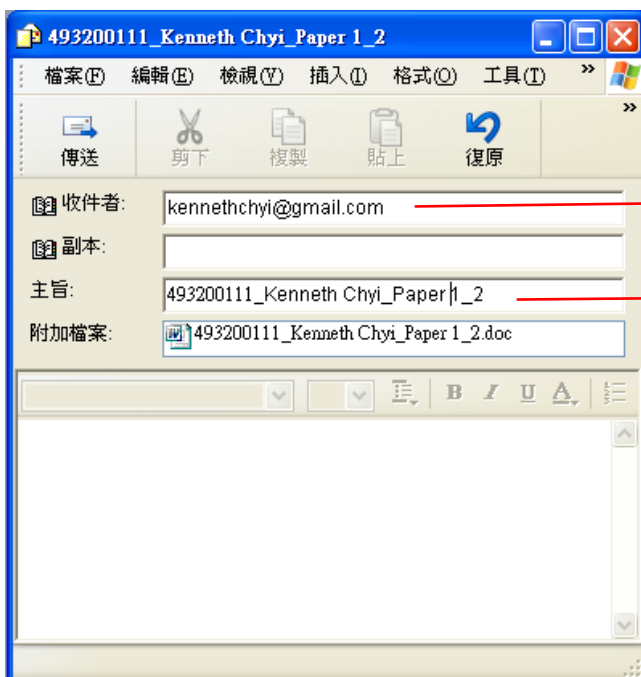 493200111_Kenneth Chyi_Paper 1_2
檔案(F) 編輯(E) 檢視(V) 插入(I) 格式(O) 工具(T) »
傳送 剪下 複製 貼上 復原 »
收件者: kennethchyi@gmail.com
副本:
主旨: 493200111_Kenneth Chyi_Paper 1_2
附加檔案: 493200111_Kenneth Chyi_Paper 1_2.doc
B I U A